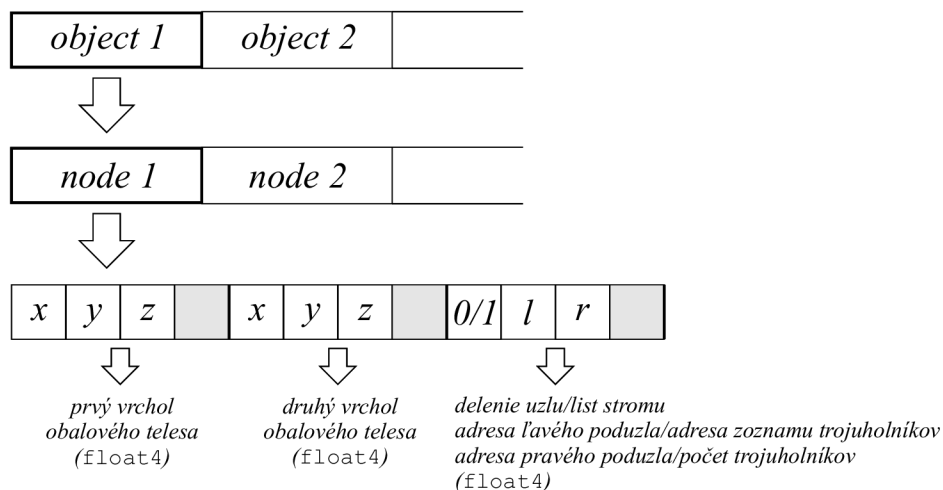 object 1 object 2
node 1 node 2
x y z x y z 0/1 l r
prvý vrchol
obalového telesa
(float4)
druhý vrchol
obalového telesa
(float4)
delenie uzlu/list stromu
adresa ľavého poduzla/adresa zoznamu trojuholníkov
adresa pravého poduzla/počet trojuholníkov
(float4)